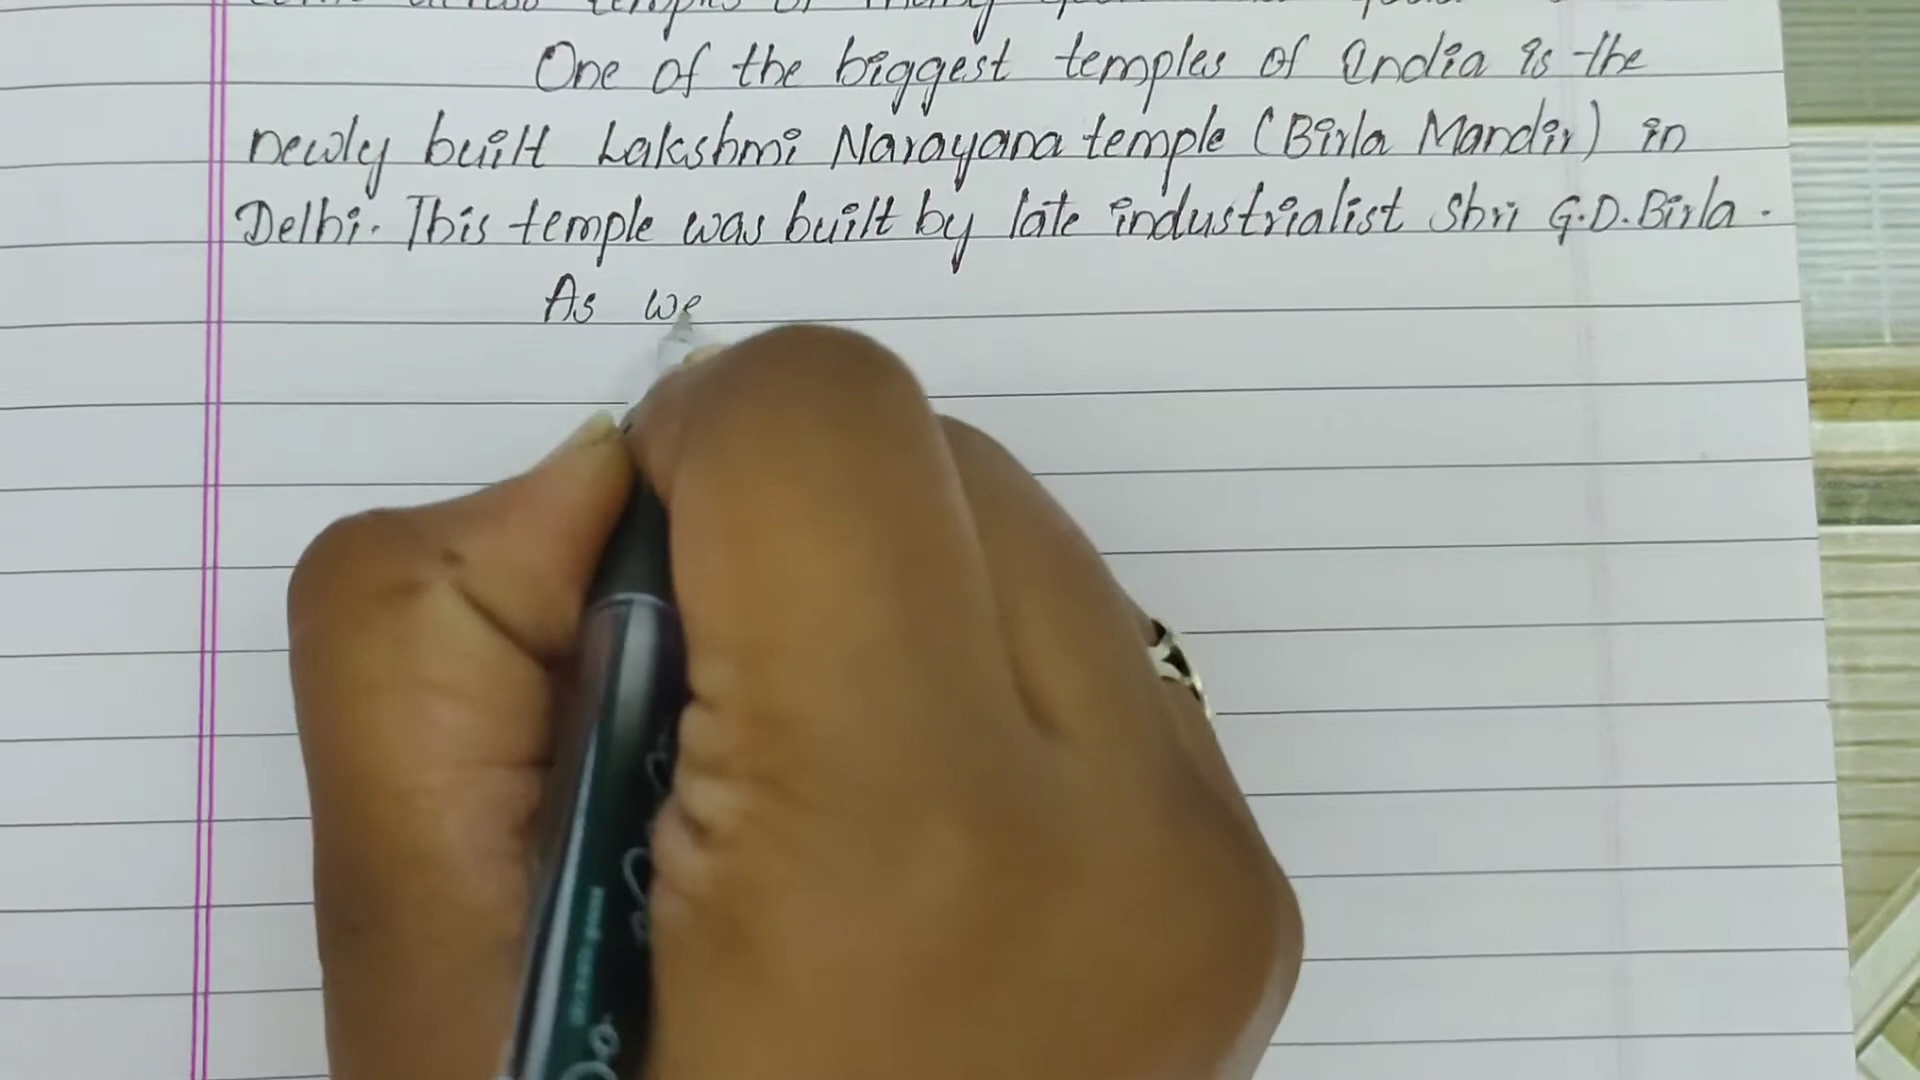 One of the biggest temples of India is the
newly built Lakshmi Narayana temple (Birla Mandir) in
Delhi. This temple was built by late industrialist Shri G.D. Birla.
As we